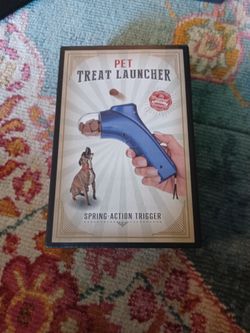 PET
TREAT LAUNCHER
SPRING-ACTION TRIGGER